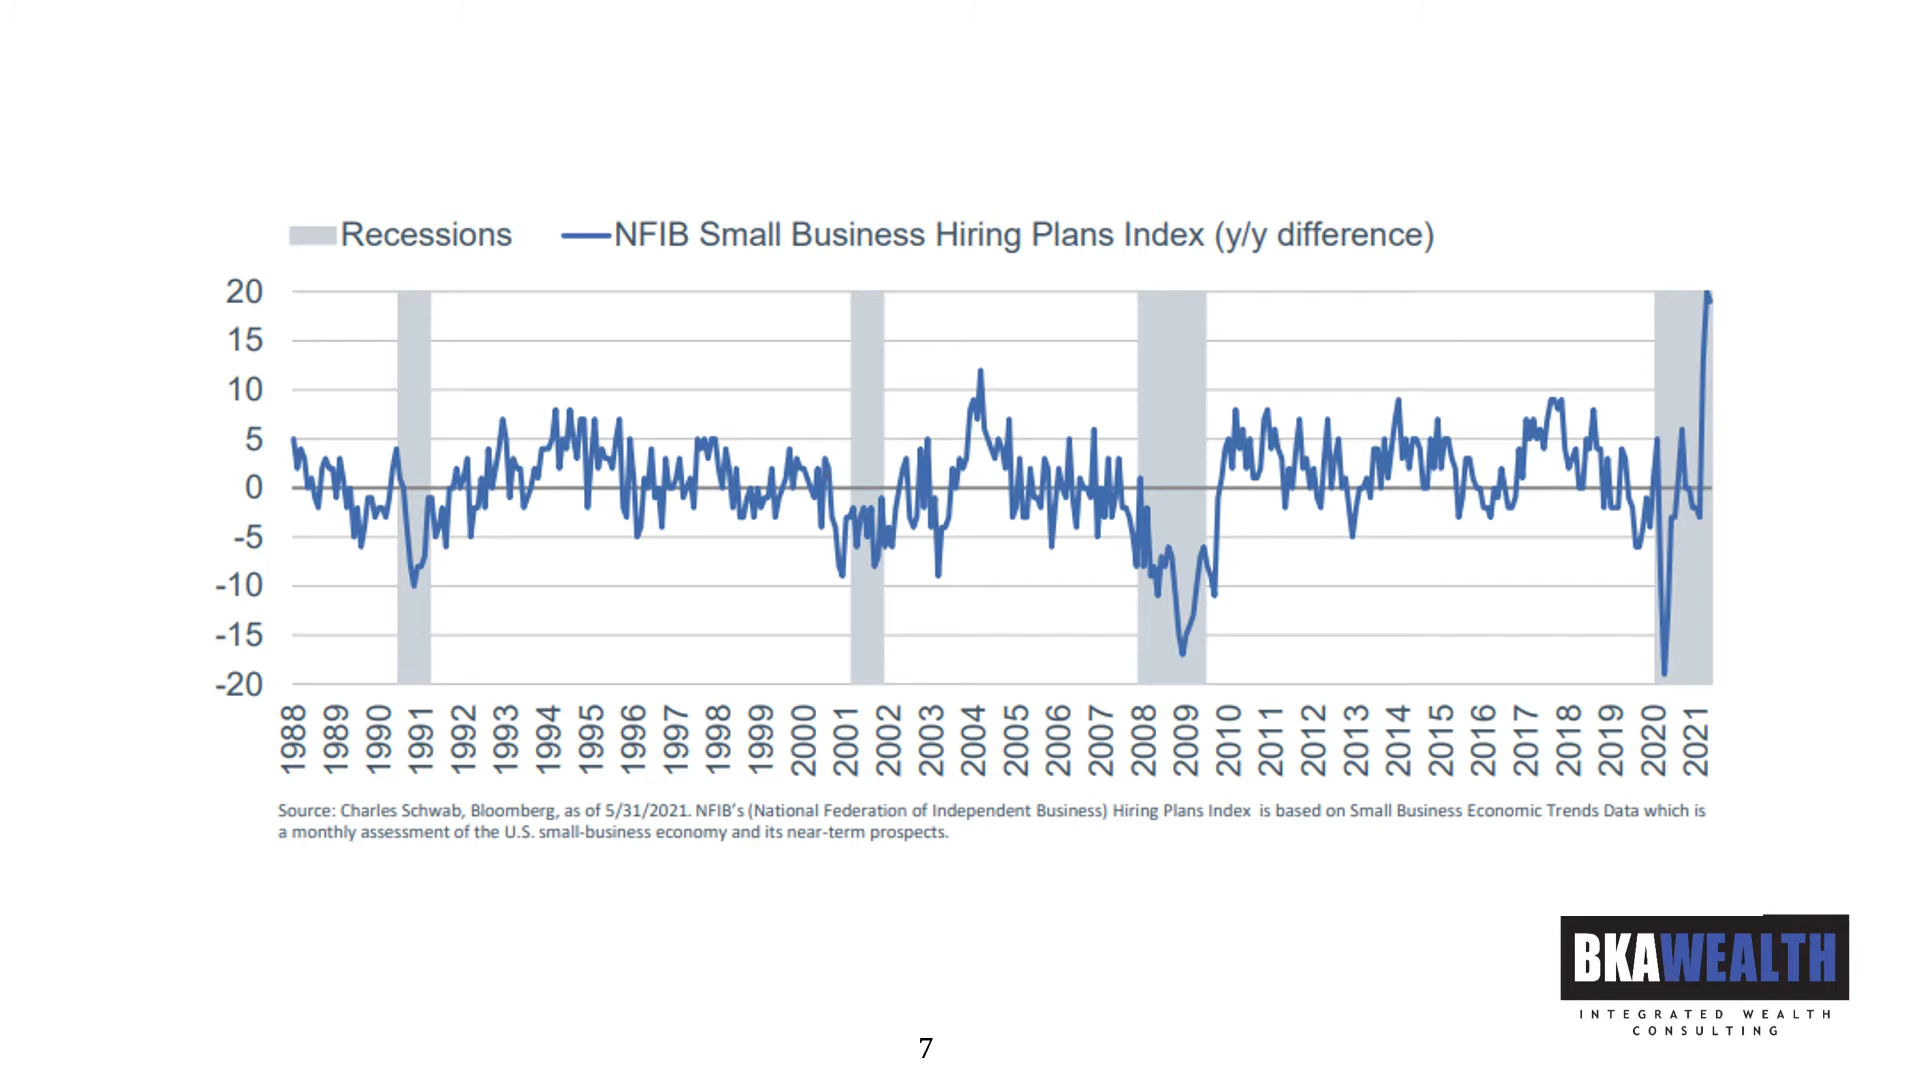 Recessions NFIB Small Business Hiring Plans Index (y/y difference)
20
15
10
5
0
-5
-10
-15
-20
1988 1989 1990 1991 1992 1993 1994 1995 1996 1997 1998 1999 2000 2001 2002 2003 2004 2005 2006 2007 2008 2009 2010 2011 2012 2013 2014 2015 2016 2017 2018 2019 2020 2021
Source: Charles Schwab, Bloomberg, as of 5/31/2021. NFIB's (National Federation of Independent Business) Hiring Plans Index is based on Small Business Economic Trends Data which is
a monthly assessment of the U.S. small-business economy and its near-term prospects.
BKAWEALTH
INTEGRATED WEALTH
CONSULTING
7